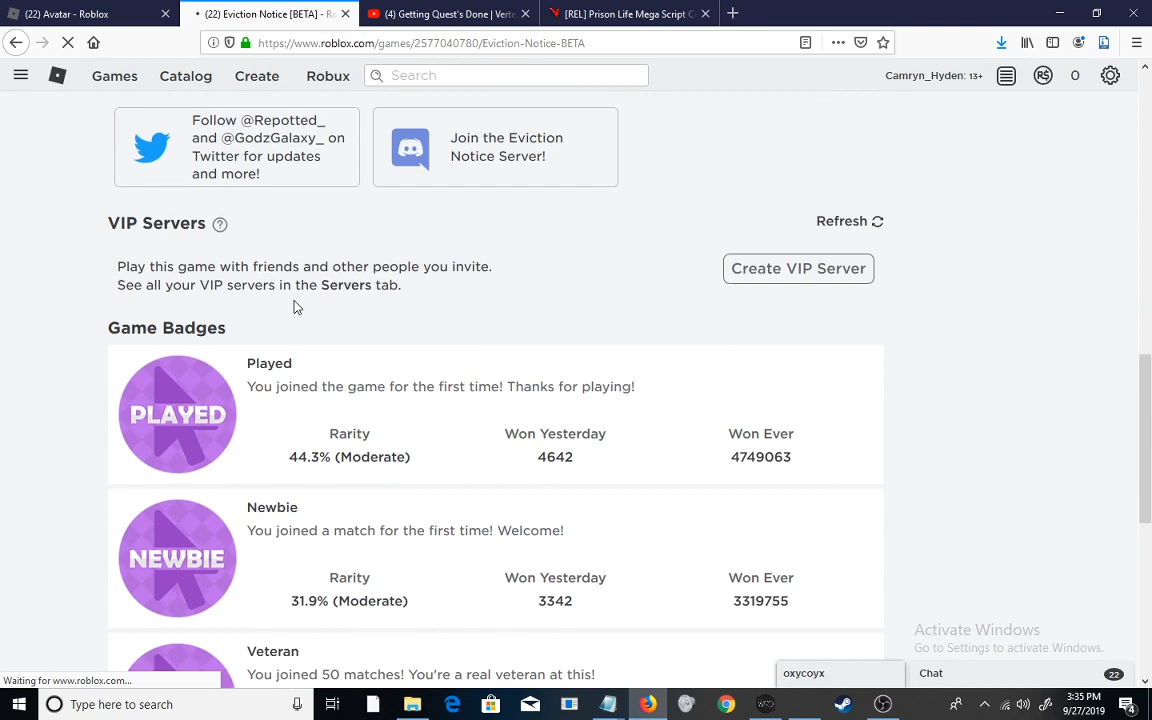 (22) Avatar - Roblox
(22) Eviction Notice [BETA] - Ro
(4) Getting Quest's Done | Verte
[REL] Prison Life Mega Script C
https://www.roblox.com/games/2577040780/Eviction-Notice-BETA
Games
Catalog
Create
Robux
Search
Camryn_Hyden: 13+
R$
0
Follow @Repotted_
and @GodzGalaxy_ on
Twitter for updates
and more!
Join the Eviction
Notice Server!
VIP Servers ?
Refresh
Play this game with friends and other people you invite.
See all your VIP servers in the Servers tab.
Create VIP Server
Game Badges
PLAYED
Played
You joined the game for the first time! Thanks for playing!
Rarity Won Yesterday Won Ever
44.3% (Moderate) 4642 4749063
NEWBIE
Newbie
You joined a match for the first time! Welcome!
Rarity Won Yesterday Won Ever
31.9% (Moderate) 3342 3319755
Veteran
You joined 50 matches! You're a real veteran at this!
Activate Windows
Go to Settings to activate Windows.
Waiting for www.roblox.com...
oxycoyx
Chat
22
Type here to search
3:35 PM
9/27/2019
4